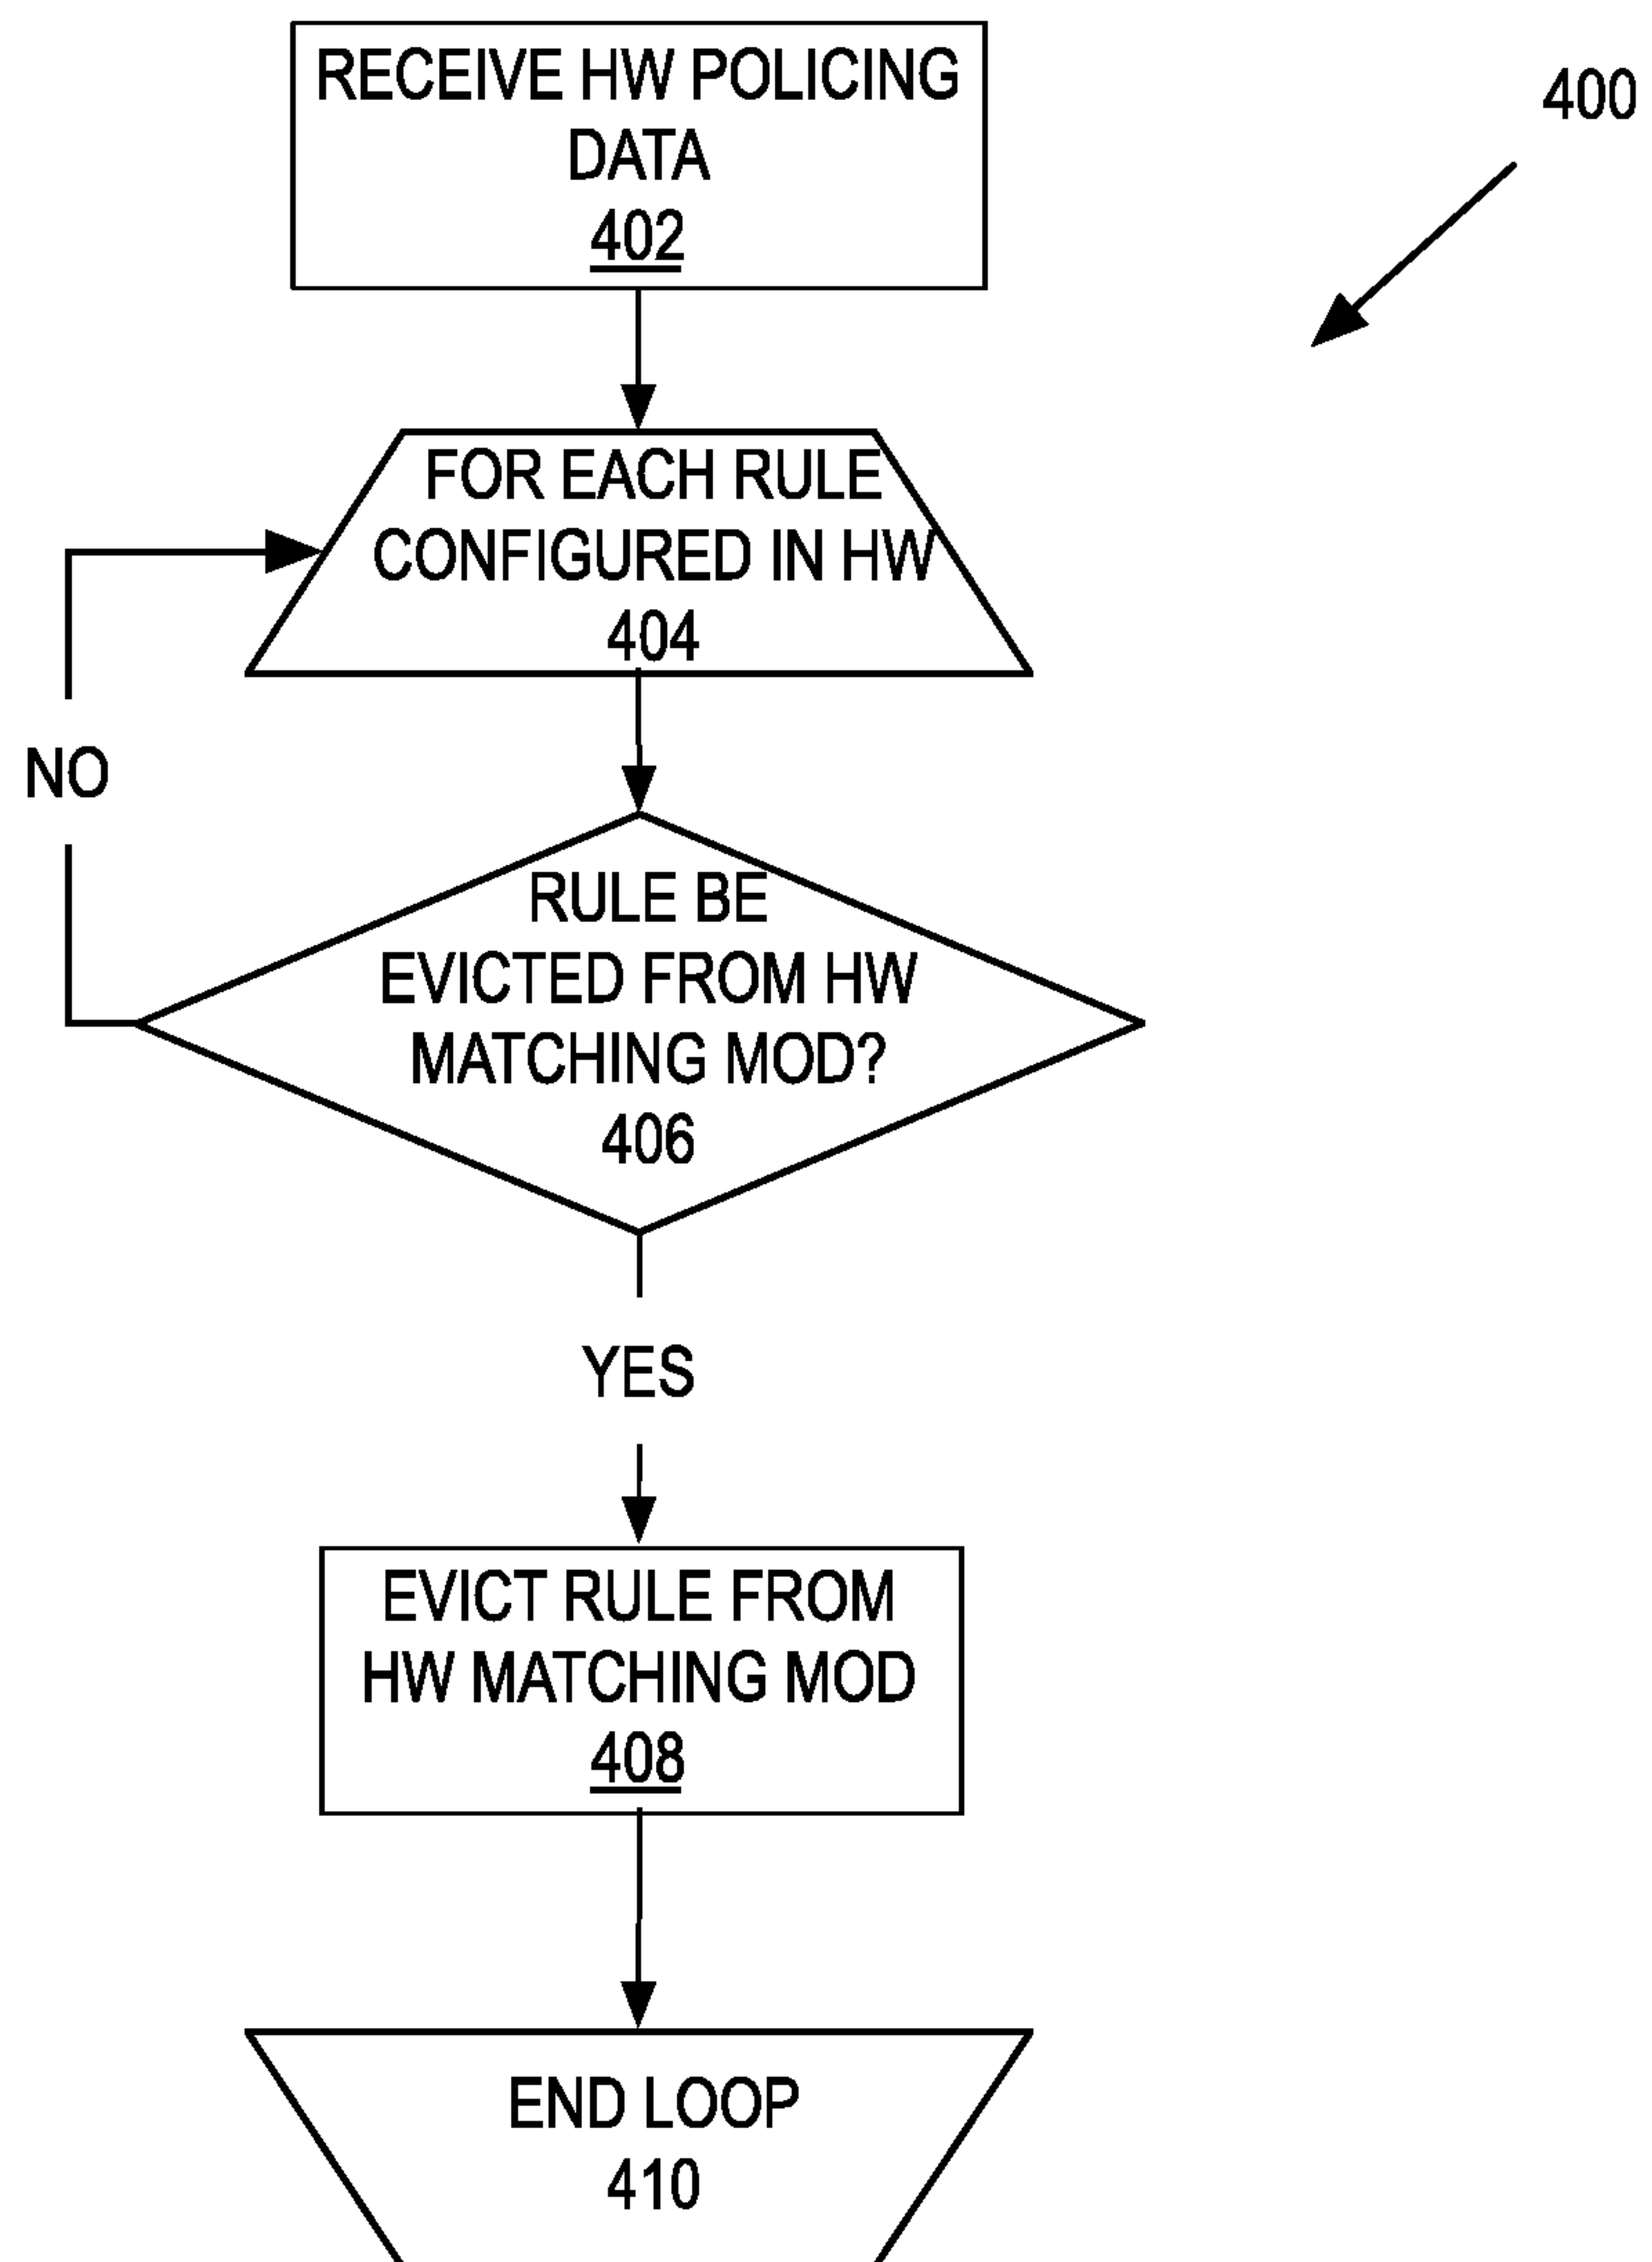 RECEIVE HW POLICING
DATA
402
400
FOR EACH RULE
CONFIGURED IN HW
404
NO
RULE BE
EVICTED FROM HW
MATCHING MOD?
406
YES
EVICT RULE FROM
HW MATCHING MOD
408
END LOOP
410